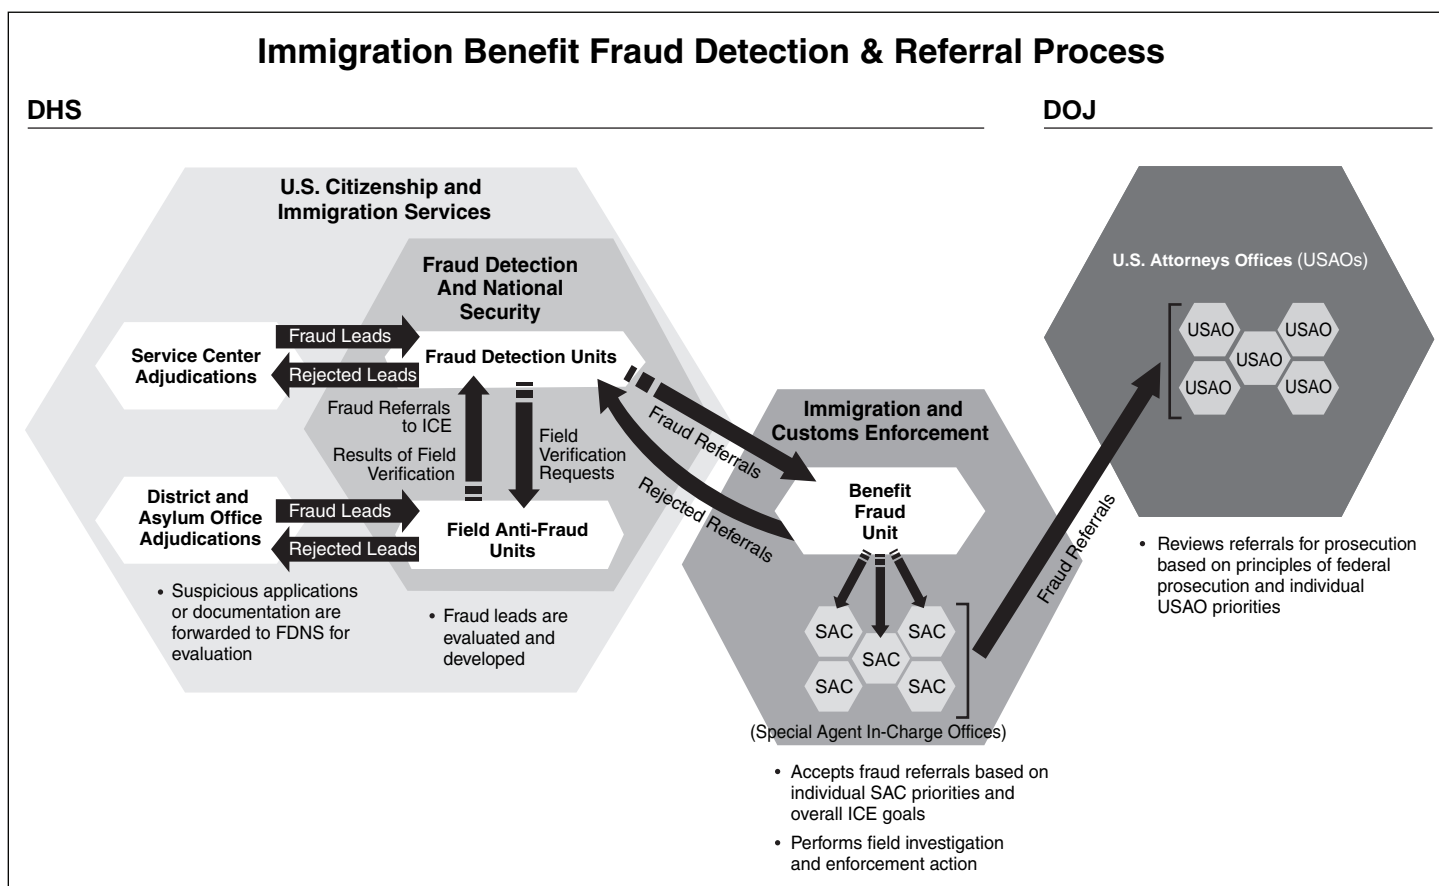 Immigration Benefit Fraud Detection & Referral Process
DHS
DOJ
U.S. Citizenship and
Immigration Services
Fraud Detection
And National
Security
Service Center
Adjudications
Fraud Leads
Rejected Leads
Fraud Detection Units
Fraud Referrals
to ICE
Results of Field
Verification
Field
Verification
Requests
District and
Asylum Office
Adjudications
Fraud Leads
Rejected Leads
Field Anti-Fraud
Units
• Suspicious applications
or documentation are
forwarded to FDNS for
evaluation
• Fraud leads are
evaluated and
developed
Fraud Referrals
Rejected Referrals
Immigration and
Customs Enforcement
Benefit
Fraud
Unit
SAC
SAC
SAC
SAC
SAC
(Special Agent In-Charge Offices)
• Accepts fraud referrals based on
individual SAC priorities and
overall ICE goals
• Performs field investigation
and enforcement action
Fraud Referrals
U.S. Attorneys Offices (USAOs)
USAO
USAO
USAO
USAO
USAO
• Reviews referrals for prosecution
based on principles of federal
prosecution and individual
USAO priorities